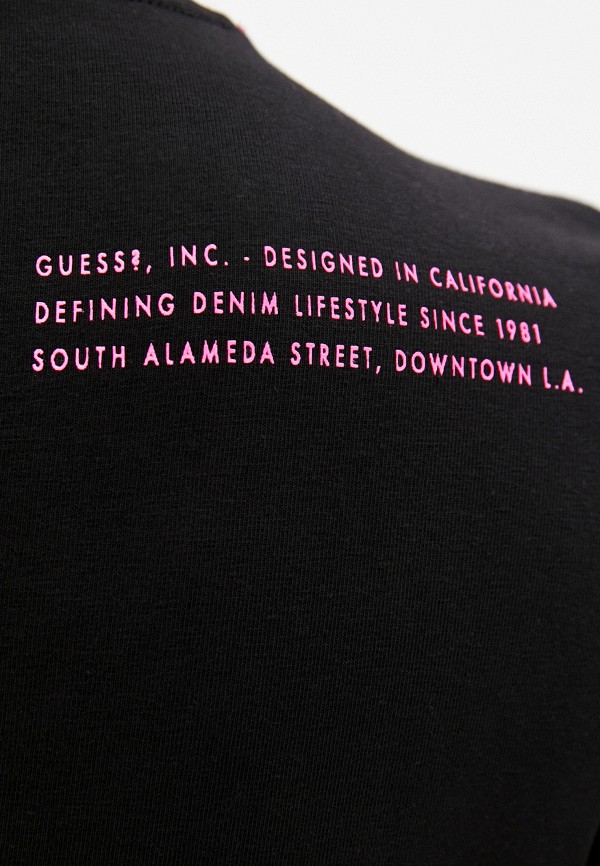 GUESS?, INC. - DESIGNED IN CALIFORNIA
DEFINING DENIM LIFESTYLE SINCE 1981
SOUTH ALAMEDA STREET, DOWNTOWN L.A.